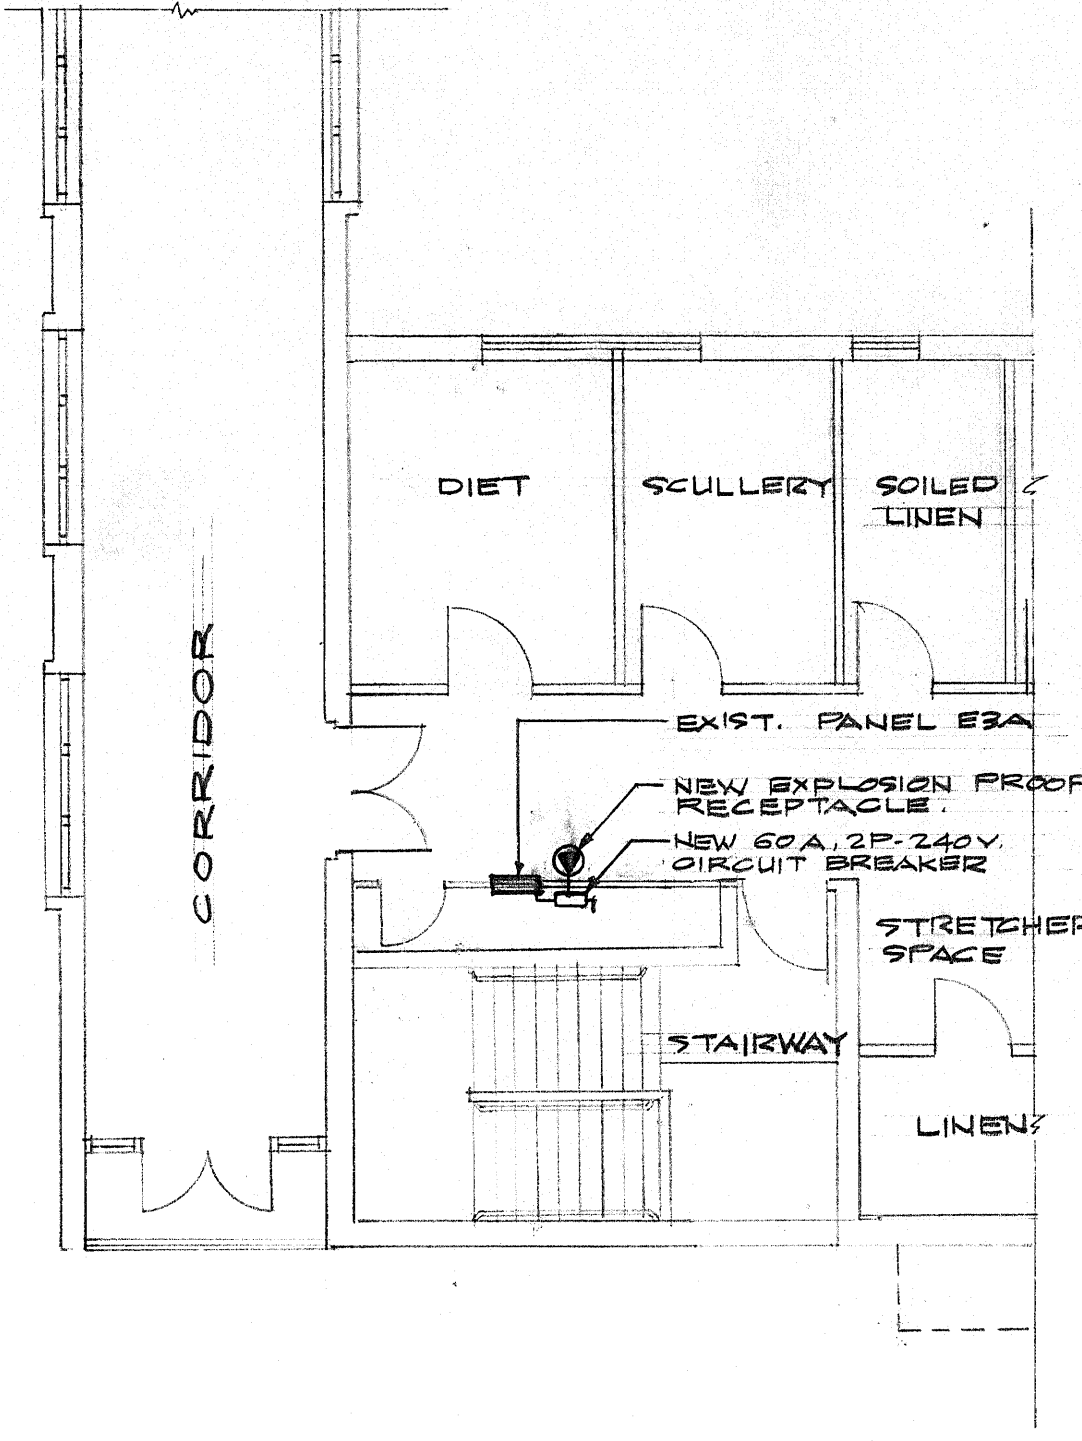 DIET
SCULLERY
SOILED
LINEN
CORRIDOR
EXIST. PANEL E3A
NEW EXPLOSION PROOF
RECEPTACLE.
NEW 60A, 2P-240V.
CIRCUIT BREAKER
STRETCHER
SPACE
STAIRWAY
LINEN